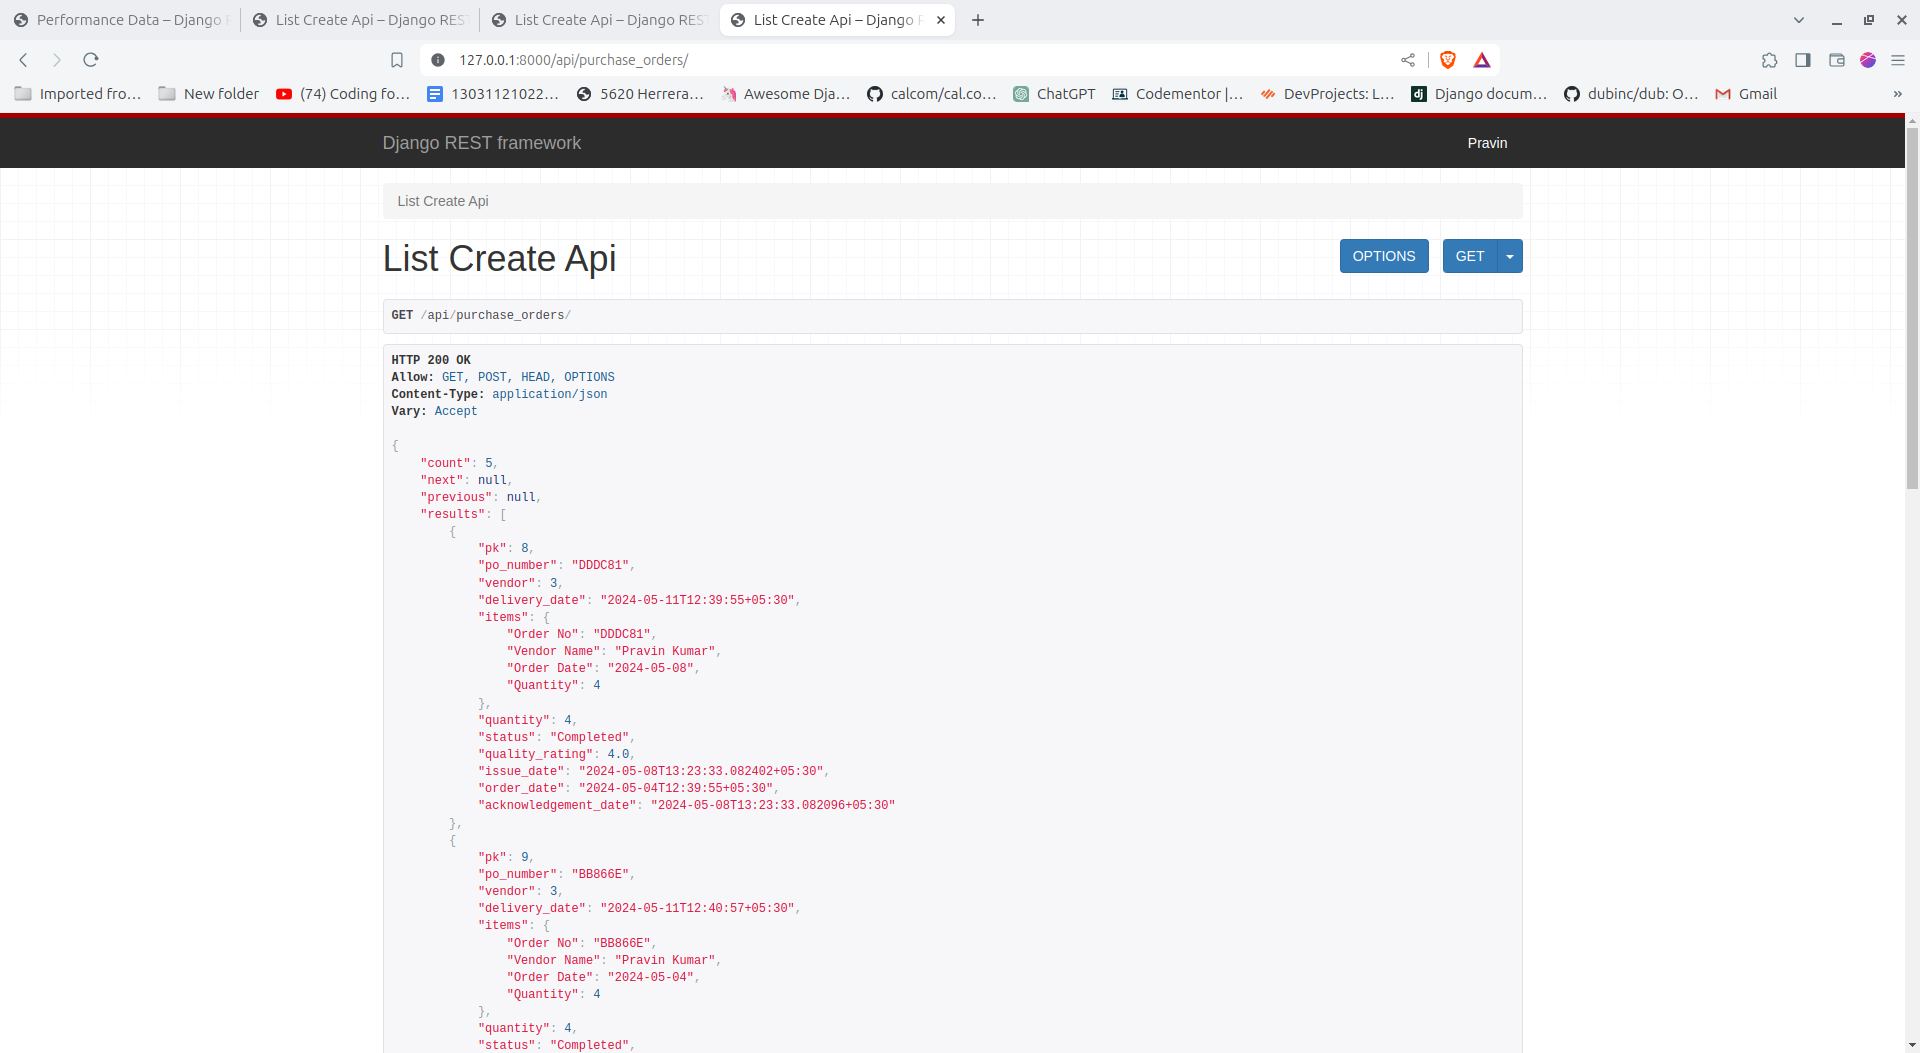 Performance Data – Django R
List Create Api – Django REST
List Create Api – Django REST
List Create Api – Django R
127.0.0.1:8000/api/purchase_orders/
Imported fro...
New folder
(74) Coding fo...
13031121022...
5620 Herrera...
Awesome Dja...
calcom/cal.co...
ChatGPT
Codementor |...
DevProjects: L...
dj
Django docum...
dubinc/dub: O...
Gmail
»
Django REST framework
Pravin
List Create Api
List Create Api
OPTIONS
GET
GET /api/purchase_orders/
HTTP 200 OK
Allow: GET, POST, HEAD, OPTIONS
Content-Type: application/json
Vary: Accept
{
"count": 5,
"next": null,
"previous": null,
"results": [
{
"pk": 8,
"po_number": "DDDC81",
"vendor": 3,
"delivery_date": "2024-05-11T12:39:55+05:30",
"items": {
"Order No": "DDDC81",
"Vendor Name": "Pravin Kumar",
"Order Date": "2024-05-08",
"Quantity": 4
},
"quantity": 4,
"status": "Completed",
"quality_rating": 4.0,
"issue_date": "2024-05-08T13:23:33.082402+05:30",
"order_date": "2024-05-04T12:39:55+05:30",
"acknowledgement_date": "2024-05-08T13:23:33.082096+05:30"
},
{
"pk": 9,
"po_number": "BB866E",
"vendor": 3,
"delivery_date": "2024-05-11T12:40:57+05:30",
"items": {
"Order No": "BB866E",
"Vendor Name": "Pravin Kumar",
"Order Date": "2024-05-04",
"Quantity": 4
},
"quantity": 4,
"status": "Completed",